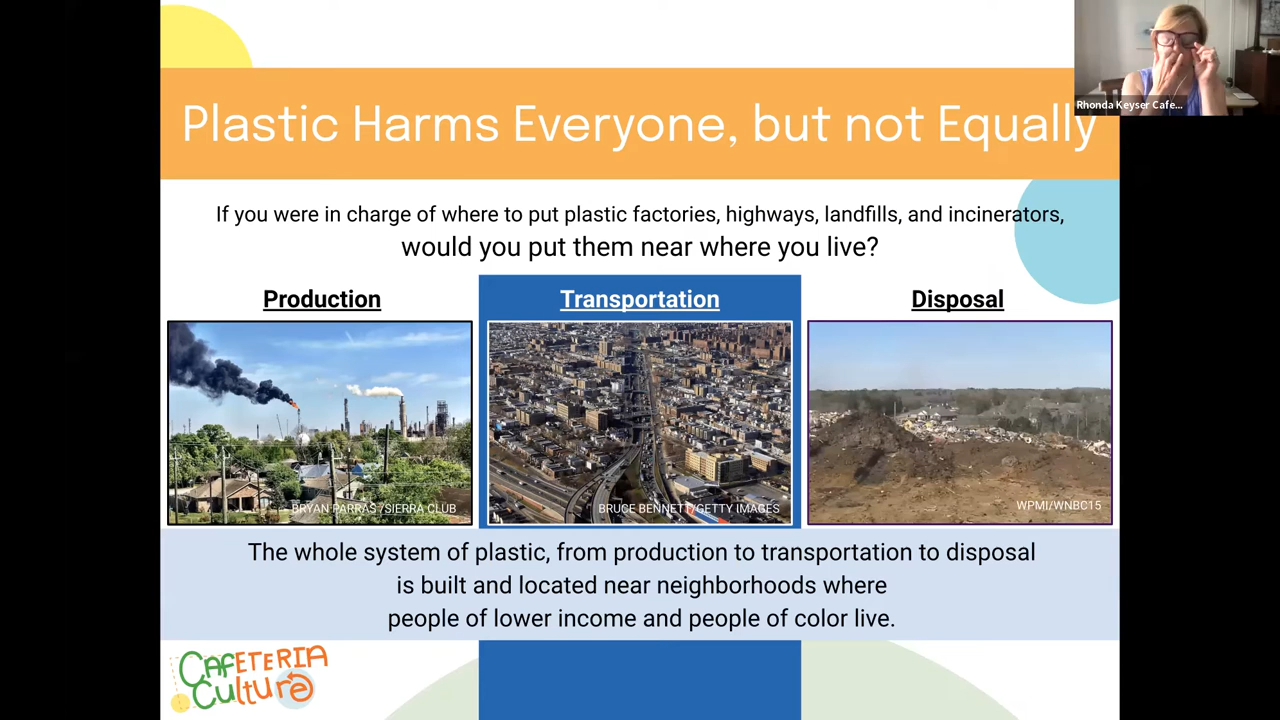 Plastic Harms Everyone, but not Equally
Rhonda Keyser Cafe...
If you were in charge of where to put plastic factories, highways, landfills, and incinerators,
would you put them near where you live?
Production
Transportation
Disposal
BRYAN PARRAS /SIERRA CLUB
BRUCE BENNETT/GETTY IMAGES
WPMI/WNBC15
The whole system of plastic, from production to transportation to disposal
is built and located near neighborhoods where
people of lower income and people of color live.
CAFETERIA
CultURe